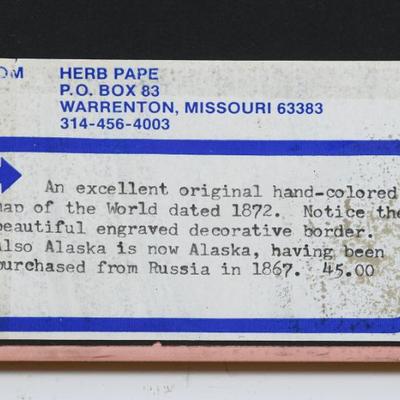 OM HERB PAPE
P.O. BOX 83
WARRENTON, MISSOURI 63383
314-456-4003
An excellent original hand-colored
map of the World dated 1872. Notice the
beautiful engraved decorative border.
Also Alaska is now Alaska, having been
purchased from Russia in 1867. 45.00